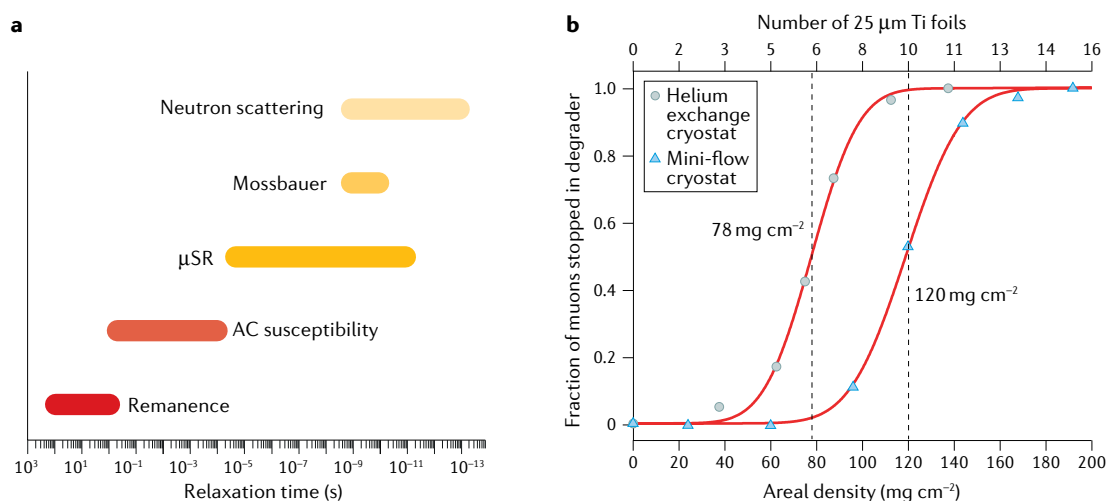 a
Neutron scattering
Mossbauer
μSR
AC susceptibility
Remanence
10³ 10¹ 10⁻¹ 10⁻³ 10⁻⁵ 10⁻⁷ 10⁻⁹ 10⁻¹¹ 10⁻¹³
Relaxation time (s)
b
Number of 25 μm Ti foils
0 2 2 3 5 6 8 10 11 13 14 16
Helium
exchange
cryostat
Mini-flow
cryostat
78 mg cm⁻²
120 mg cm⁻²
Fraction of muons stopped in degrader
1.0
0.8
0.6
0.4
0.2
0
0 20 40 60 80 100 120 140 160 180 200
Areal density (mg cm⁻²)